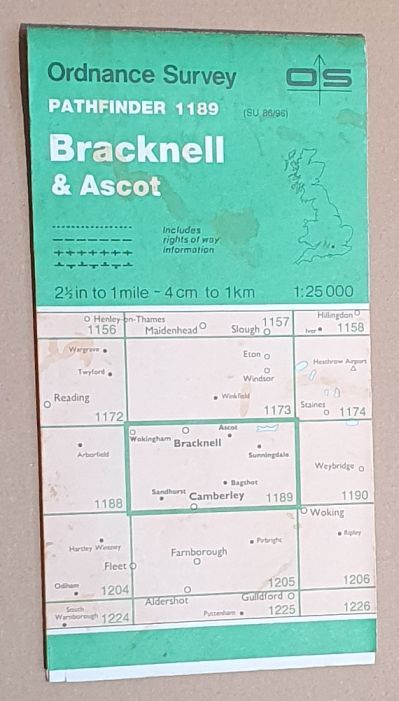 Ordnance Survey OS
PATHFINDER 1189 (SU 86/96)
Bracknell
& Ascot
Includes
rights of way
information
2½ in to 1 mile - 4 cm to 1 km 1:25 000
Henley-on-Thames
1156
Maidenhead
Slough
1157
Hillingdon
Iver
1158
Wargrave
Twyford
Reading
1172
Eton
Windsor
Winkfield
1173
Heathrow Airport
Staines
1174
Arborfield
1188
Wokingham
Ascot
Bracknell
Sunningdale
Bagshot
Sandhurst
Camberley
1189
Weybridge
1190
Woking
Hartley Wintney
Fleet
Odiham
1204
Farnborough
Pirbright
1205
Ripley
1206
South
Warnborough
1224
Aldershot
Guildford
Puttenham
1225
1226